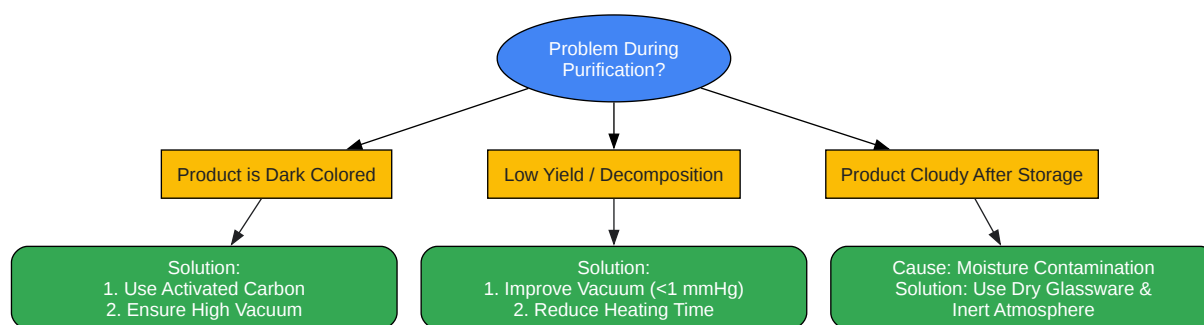 Problem During
Purification?
Product is Dark Colored
Low Yield / Decomposition
Product Cloudy After Storage
Solution:
1. Use Activated Carbon
2. Ensure High Vacuum
Solution:
1. Improve Vacuum (<1 mmHg)
2. Reduce Heating Time
Cause: Moisture Contamination
Solution: Use Dry Glassware &
Inert Atmosphere